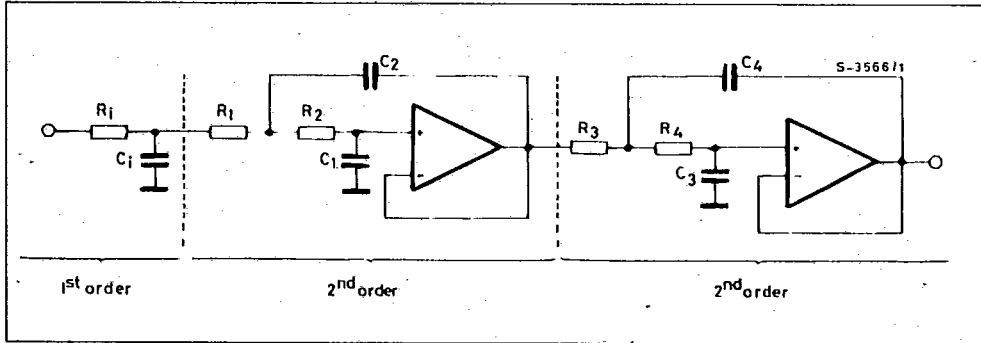 C2
C4
S-3566/1
Ri
R1
R2
R3
R4
Ci
C1
C3
+
−
+
−
1st order
2nd order
2nd order